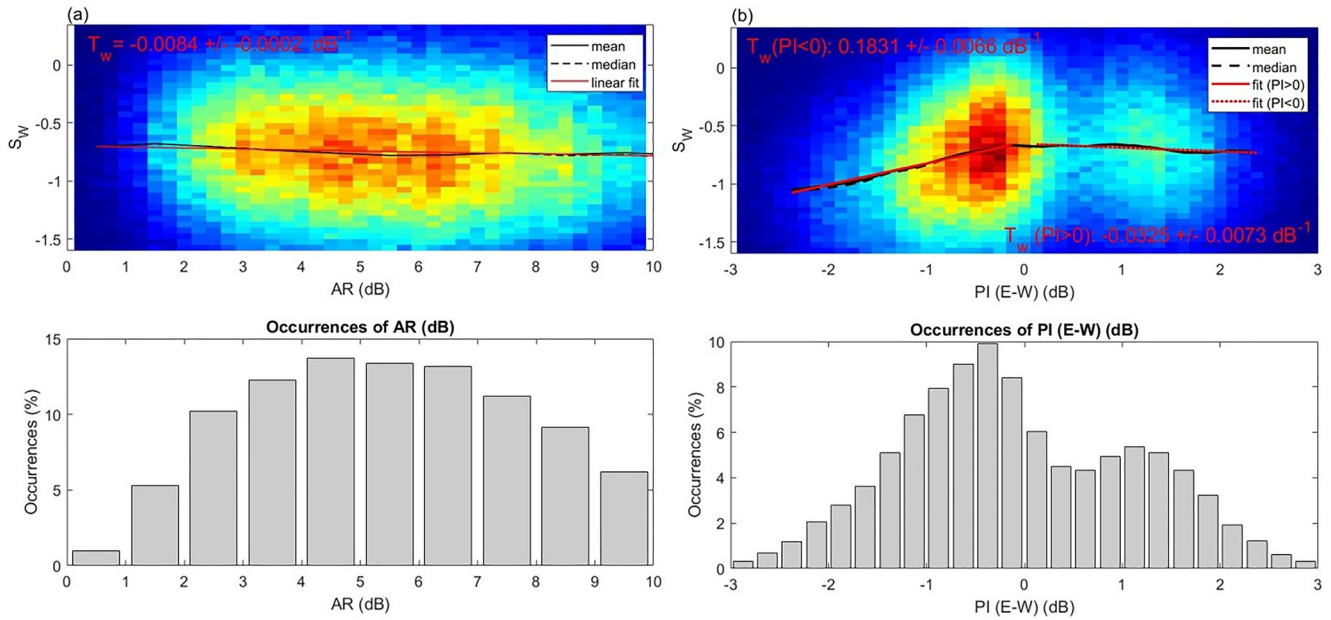 (a)
T_w = -0.0084 +/- -0.0002 dB^-1
mean
median
linear fit
0
-0.5
-1
-1.5
S_W
0 1 2 3 4 5 6 7 8 9 10
AR (dB)
(b)
T_w (PI<0): 0.1831 +/- 0.0066 dB^-1
mean
median
fit (PI>0)
fit (PI<0)
0
-0.5
-1
-1.5
S_W
T_w (PI>0): -0.0325 +/- 0.0073 dB^-1
-3 -2 -1 0 1 2 3
PI (E-W) (dB)
Occurrences of AR (dB)
15
10
5
0
Occurrences (%)
0 1 2 3 4 5 6 7 8 9 10
AR (dB)
Occurrences of PI (E-W) (dB)
10
8
6
4
2
0
Occurrences (%)
-3 -2 -1 0 1 2 3
PI (E-W) (dB)